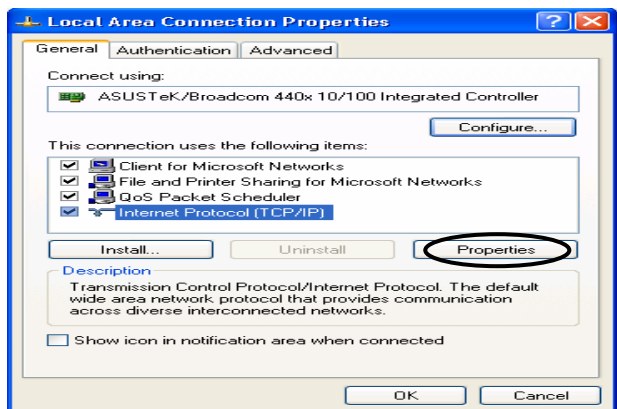 Local Area Connection Properties
General Authentication Advanced
Connect using:
ASUSTeK/Broadcom 440x 10/100 Integrated Controller
Configure...
This connection uses the following items:
Client for Microsoft Networks
File and Printer Sharing for Microsoft Networks
QoS Packet Scheduler
Internet Protocol (TCP/IP)
Install... Uninstall Properties
Description
Transmission Control Protocol/Internet Protocol. The default
wide area network protocol that provides communication
across diverse interconnected networks.
Show icon in notification area when connected
OK Cancel